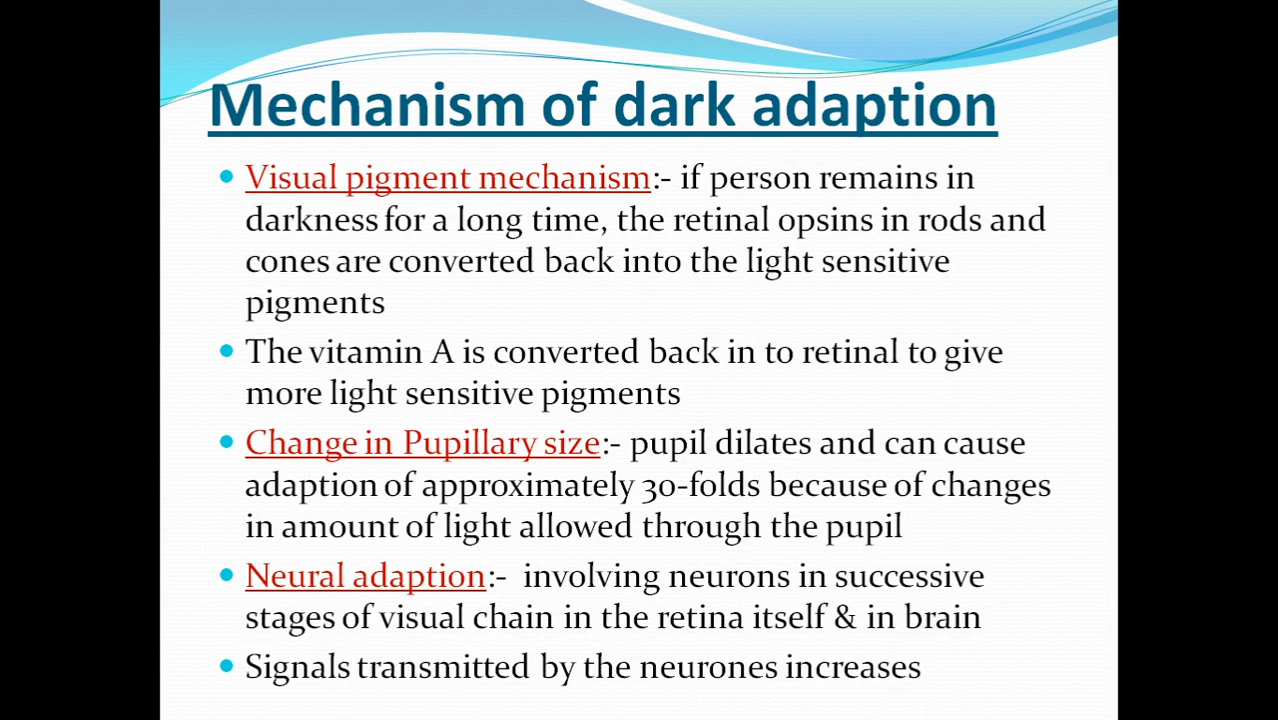 Mechanism of dark adaption
• Visual pigment mechanism:- if person remains in
darkness for a long time, the retinal opsins in rods and
cones are converted back into the light sensitive
pigments
• The vitamin A is converted back in to retinal to give
more light sensitive pigments
• Change in Pupillary size:- pupil dilates and can cause
adaption of approximately 30-folds because of changes
in amount of light allowed through the pupil
• Neural adaption:- involving neurons in successive
stages of visual chain in the retina itself & in brain
• Signals transmitted by the neurones increases